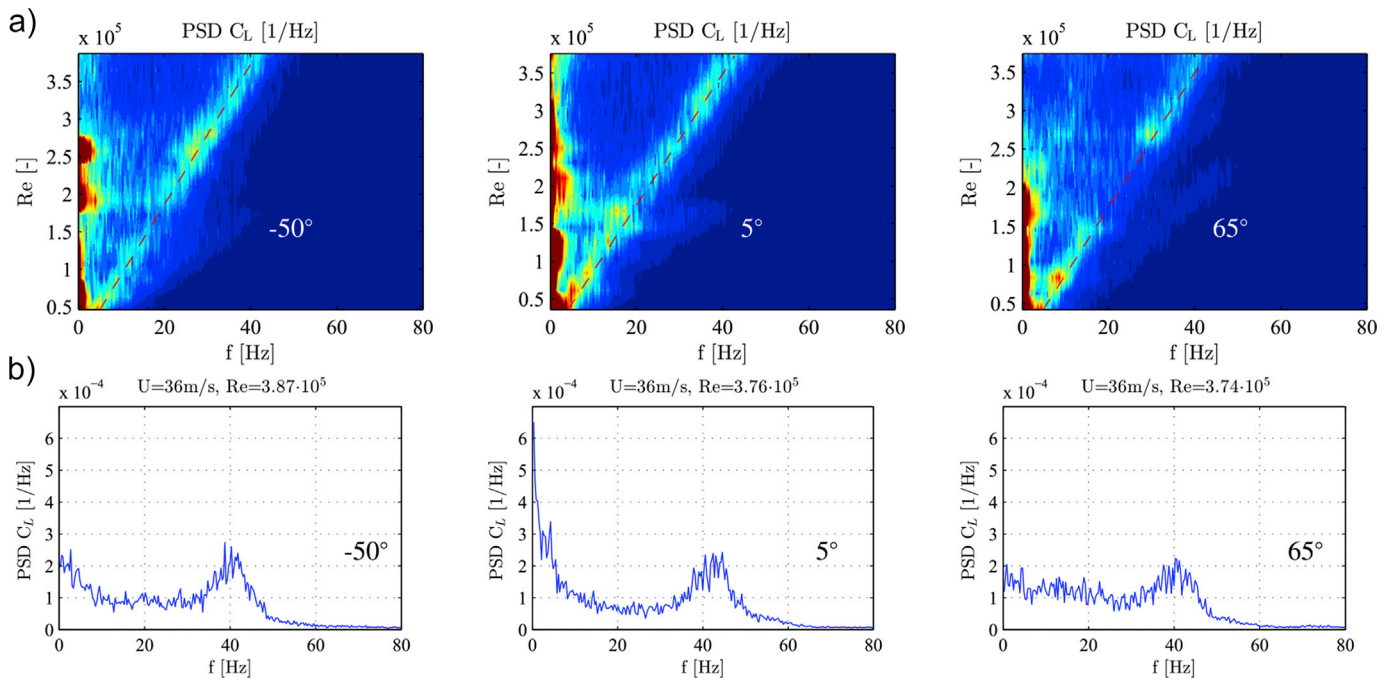 a)
PSD C_L [1/Hz]
x 10^5
Re [-]
3.5
3
2.5
2
1.5
1
0.5
0 20 40 60 80
f [Hz]
-50°
PSD C_L [1/Hz]
x 10^5
Re [-]
3.5
3
2.5
2
1.5
1
0.5
0 20 40 60 80
f [Hz]
5°
PSD C_L [1/Hz]
x 10^5
Re [-]
3.5
3
2.5
2
1.5
1
0.5
0 20 40 60 80
f [Hz]
65°
b)
x 10^-4
U=36m/s, Re=3.87·10^5
PSD C_L [1/Hz]
6
5
4
3
2
1
0
0 20 40 60 80
f [Hz]
-50°
x 10^-4
U=36m/s, Re=3.76·10^5
PSD C_L [1/Hz]
6
5
4
3
2
1
0
0 20 40 60 80
f [Hz]
5°
x 10^-4
U=36m/s, Re=3.74·10^5
PSD C_L [1/Hz]
6
5
4
3
2
1
0
0 20 40 60 80
f [Hz]
65°